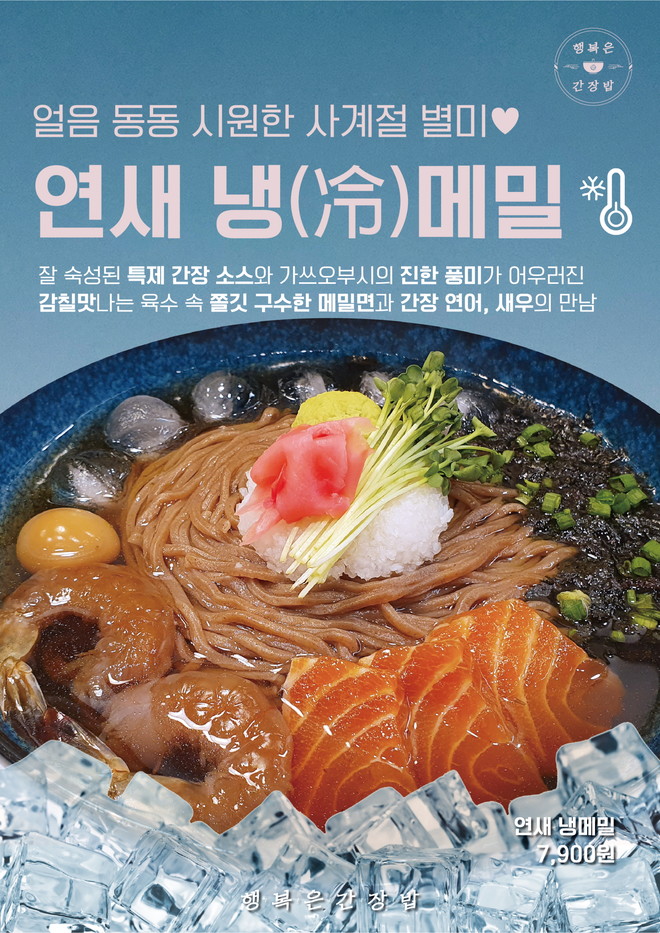 행복은
간장밥
얼음 동동 시원한 사계절 별미♥
연새 냉(冷)메밀
잘 숙성된 특제 간장 소스와 가쓰오부시의 진한 풍미가 어우러진
감칠맛나는 육수 속 쫄깃 구수한 메밀면과 간장 연어, 새우의 만남
연새 냉메밀
7,900원
행복은간장밥